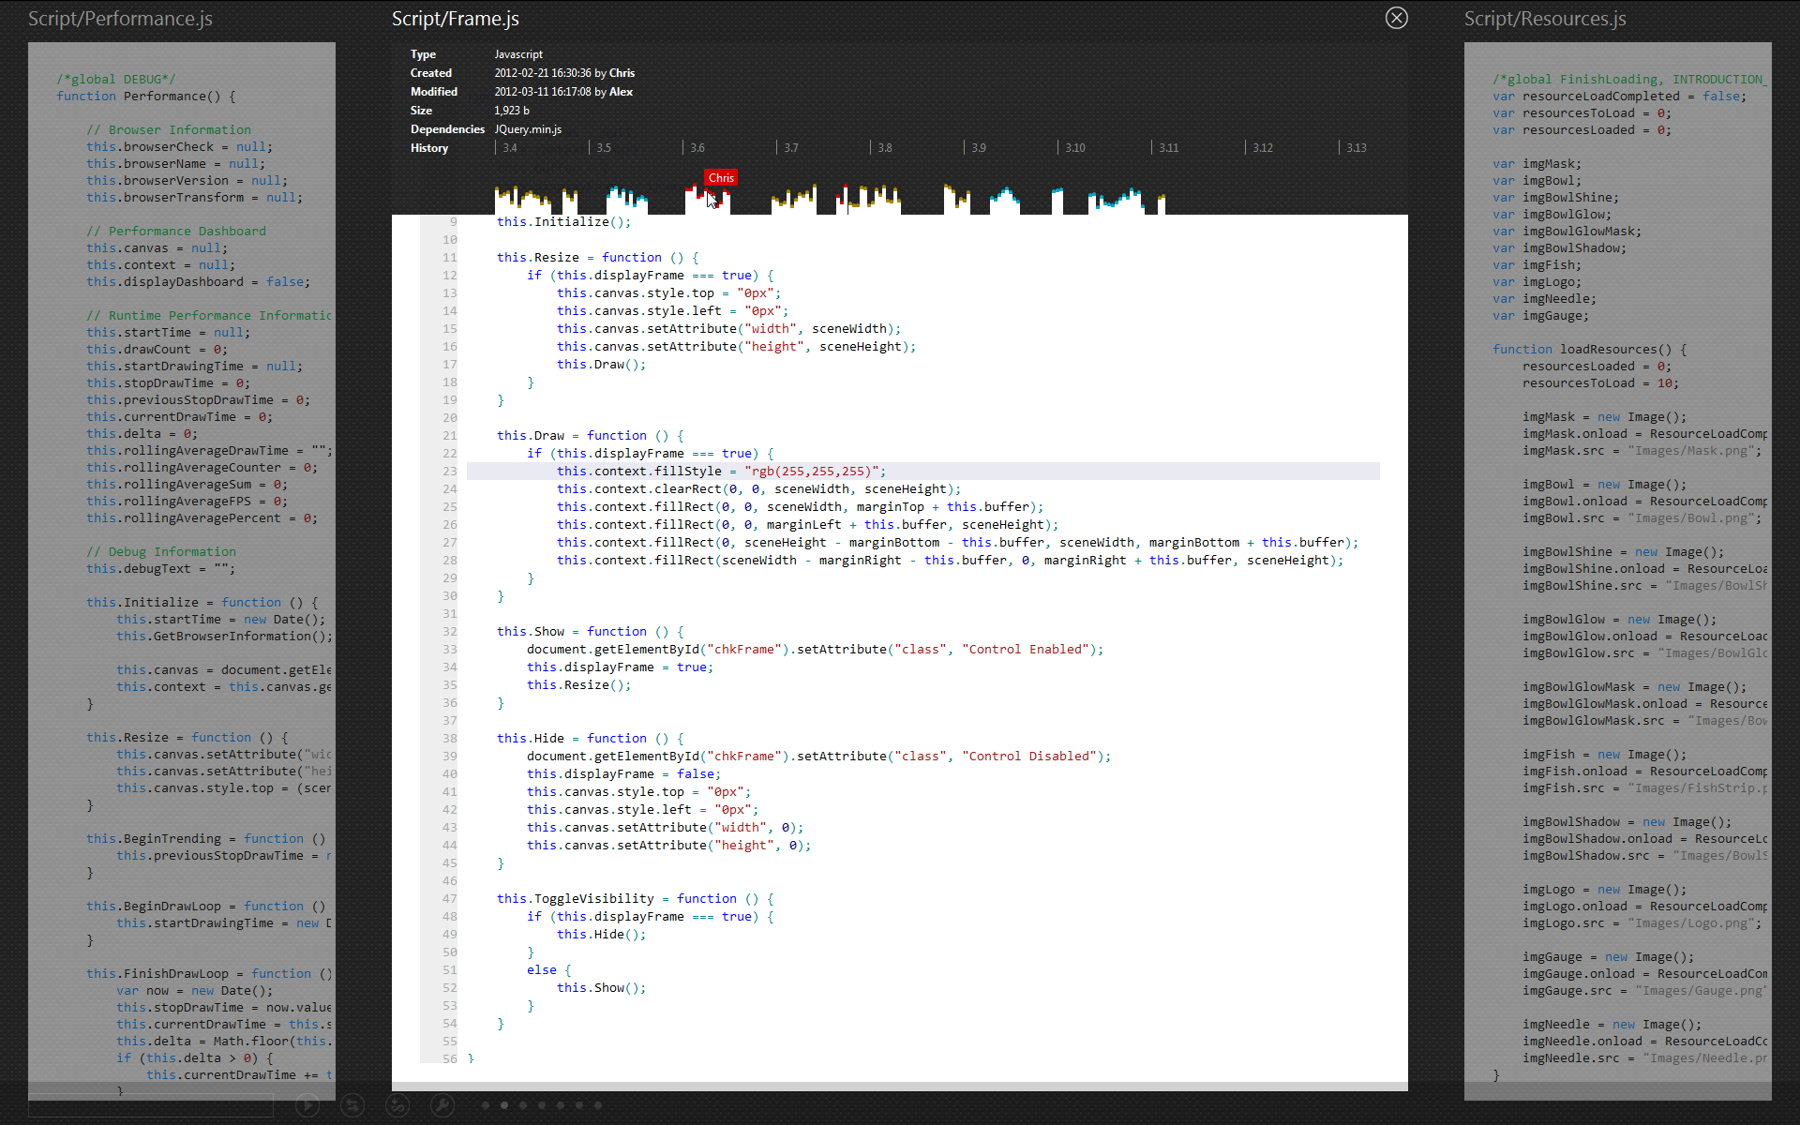 Script/Performance.js
/*global DEBUG*/
function Performance() {
// Browser Information
this.browserCheck = null;
this.browserName = null;
this.browserVersion = null;
this.browserTransform = null;
// Performance Dashboard
this.canvas = null;
this.context = null;
this.displayDashboard = false;
// Runtime Performance Informatic
this.startTime = null;
this.drawCount = 0;
this.startDrawingTime = null;
this.stopDrawTime = 0;
this.previousStopDrawTime = 0;
this.currentDrawTime = 0;
this.delta = 0;
this.rollingAverageDrawTime = "";
this.rollingAverageCounter = 0;
this.rollingAverageSum = 0;
this.rollingAverageFPS = 0;
this.rollingAveragePercent = 0;
// Debug Information
this.debugText = "";
this.Initialize = function () {
this.startTime = new Date();
this.GetBrowserInformation();
this.canvas = document.getEle
this.context = this.canvas.ge
}
this.Resize = function () {
this.canvas.setAttribute("wid
this.canvas.setAttribute("hei
this.canvas.style.top = (scen
}
this.BeginTrending = function ()
this.previousStopDrawTime = n
}
this.BeginDrawLoop = function ()
this.startDrawingTime = new D
}
this.FinishDrawLoop = function ()
var now = new Date();
this.stopDrawTime = now.value
this.currentDrawTime = this.s
this.delta = Math.floor(this.
if (this.delta > 0) {
this.currentDrawTime += t
}
Script/Frame.js
Type Javascript
Created 2012-02-21 16:30:36 by Chris
Modified 2012-03-11 16:17:08 by Alex
Size 1,923 b
Dependencies JQuery.min.js
History 3.4 3.5 3.6 3.7 3.8 3.9 3.10 3.11 3.12 3.13
Chris
9 this.Initialize();
10
11 this.Resize = function () {
12 if (this.displayFrame === true) {
13 this.canvas.style.top = "0px";
14 this.canvas.style.left = "0px";
15 this.canvas.setAttribute("width", sceneWidth);
16 this.canvas.setAttribute("height", sceneHeight);
17 this.Draw();
18 }
19 }
20
21 this.Draw = function () {
22 if (this.displayFrame === true) {
23 this.context.fillStyle = "rgb(255,255,255)";
24 this.context.clearRect(0, 0, sceneWidth, sceneHeight);
25 this.context.fillRect(0, 0, sceneWidth, marginTop + this.buffer);
26 this.context.fillRect(0, 0, marginLeft + this.buffer, sceneHeight);
27 this.context.fillRect(0, sceneHeight - marginBottom - this.buffer, sceneWidth, marginBottom + this.buffer);
28 this.context.fillRect(sceneWidth - marginRight - this.buffer, 0, marginRight + this.buffer, sceneHeight);
29 }
30 }
31
32 this.Show = function () {
33 document.getElementById("chkFrame").setAttribute("class", "Control Enabled");
34 this.displayFrame = true;
35 this.Resize();
36 }
37
38 this.Hide = function () {
39 document.getElementById("chkFrame").setAttribute("class", "Control Disabled");
40 this.displayFrame = false;
41 this.canvas.style.top = "0px";
42 this.canvas.style.left = "0px";
43 this.canvas.setAttribute("width", 0);
44 this.canvas.setAttribute("height", 0);
45 }
46
47 this.ToggleVisibility = function () {
48 if (this.displayFrame === true) {
49 this.Hide();
50 }
51 else {
52 this.Show();
53 }
54 }
55
56 }
Script/Resources.js
/*global FinishLoading, INTRODUCTION_
var resourceLoadCompleted = false;
var resourcesToLoad = 0;
var resourcesLoaded = 0;
var imgMask;
var imgBowl;
var imgBowlShine;
var imgBowlGlow;
var imgBowlGlowMask;
var imgBowlShadow;
var imgFish;
var imgLogo;
var imgNeedle;
var imgGauge;
function loadResources() {
resourcesLoaded = 0;
resourcesToLoad = 10;
imgMask = new Image();
imgMask.onload = ResourceLoadComp
imgMask.src = "Images/Mask.png";
imgBowl = new Image();
imgBowl.onload = ResourceLoadComp
imgBowl.src = "Images/Bowl.png";
imgBowlShine = new Image();
imgBowlShine.onload = ResourceLoa
imgBowlShine.src = "Images/BowlSh
imgBowlGlow = new Image();
imgBowlGlow.onload = ResourceLoad
imgBowlGlow.src = "Images/BowlGlo
imgBowlGlowMask = new Image();
imgBowlGlowMask.onload = Resource
imgBowlGlowMask.src = "Images/Bow
imgFish = new Image();
imgFish.onload = ResourceLoadComp
imgFish.src = "Images/FishStrip.p
imgBowlShadow = new Image();
imgBowlShadow.onload = ResourceLo
imgBowlShadow.src = "Images/BowlS
imgLogo = new Image();
imgLogo.onload = ResourceLoadComp
imgLogo.src = "Images/Logo.png";
imgGauge = new Image();
imgGauge.onload = ResourceLoadCom
imgGauge.src = "Images/Gauge.png"
imgNeedle = new Image();
imgNeedle.onload = ResourceLoadCo
imgNeedle.src = "Images/Needle.pn
}